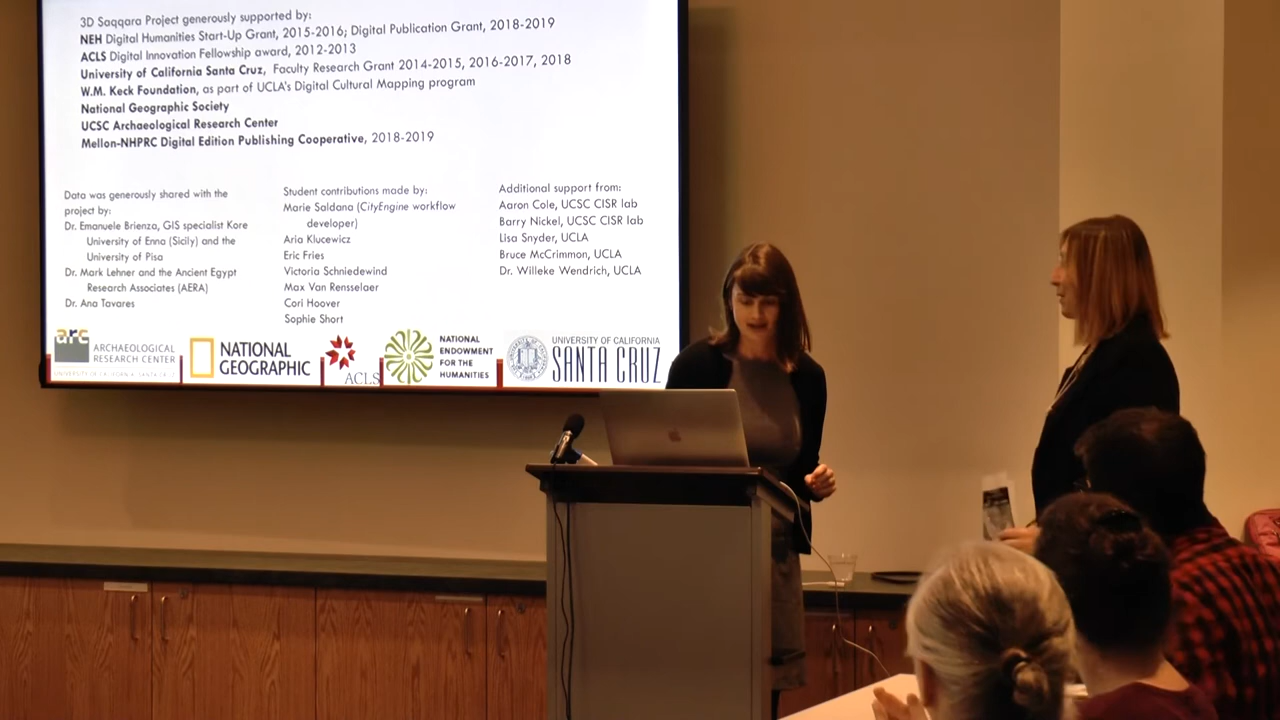 3D Saqqara Project generously supported by:
NEH Digital Humanities Start-Up Grant, 2015-2016; Digital Publication Grant, 2018-2019
ACLS Digital Innovation Fellowship award, 2012-2013
University of California Santa Cruz, Faculty Research Grant 2014-2015, 2016-2017, 2018
W.M. Keck Foundation, as part of UCLA's Digital Cultural Mapping program
National Geographic Society
UCSC Archaeological Research Center
Mellon-NHPRC Digital Edition Publishing Cooperative, 2018-2019
Data was generously shared with the
project by:
Dr. Emanuele Brienza, GIS specialist Kore
University of Enna (Sicily) and the
University of Pisa
Dr. Mark Lehner and the Ancient Egypt
Research Associates (AERA)
Dr. Ana Tavares
Student contributions made by:
Marie Saldana (CityEngine workflow
developer)
Aria Klucewicz
Eric Fries
Victoria Schniedewind
Max Van Rensselaer
Cori Hoover
Sophie Short
Additional support from:
Aaron Cole, UCSC CISR lab
Barry Nickel, UCSC CISR lab
Lisa Snyder, UCLA
Bruce McCrimmon, UCLA
Dr. Willeke Wendrich, UCLA
arc
ARCHAEOLOGICAL
RESEARCH CENTER
UNIVERSITY OF CALIFORNIA SANTA CRUZ
NATIONAL
GEOGRAPHIC
ACLS
NATIONAL
ENDOWMENT
FOR THE
HUMANITIES
UNIVERSITY OF CALIFORNIA
SANTA CRUZ